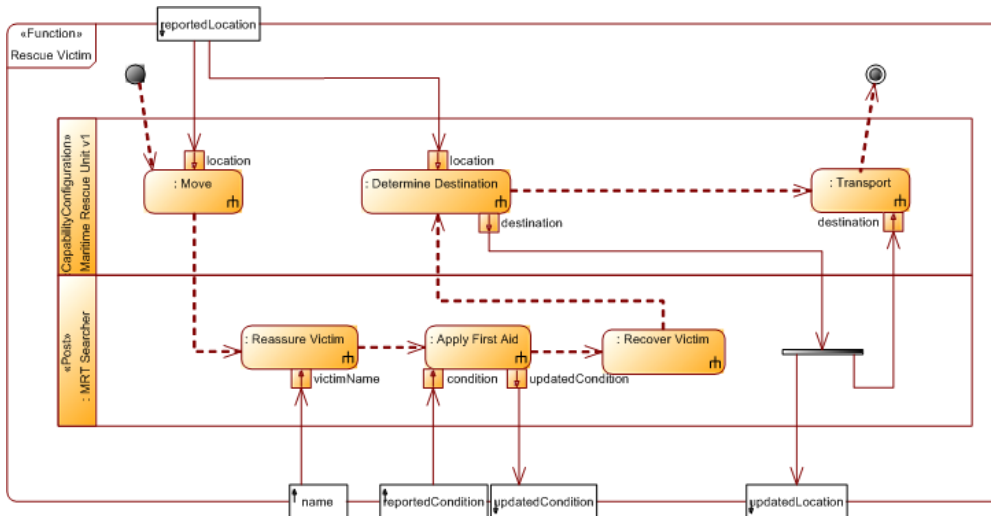 reportedLocation
«Function»
Rescue Victim
«CapabilityConfiguration»
Maritime Rescue Unit v1
location
: Move
location
: Determine Destination
destination
: Transport
destination
«Post»
: MRT Searcher
: Reassure Victim
victimName
: Apply First Aid
condition
updatedCondition
: Recover Victim
name
reportedCondition
updatedCondition
updatedLocation